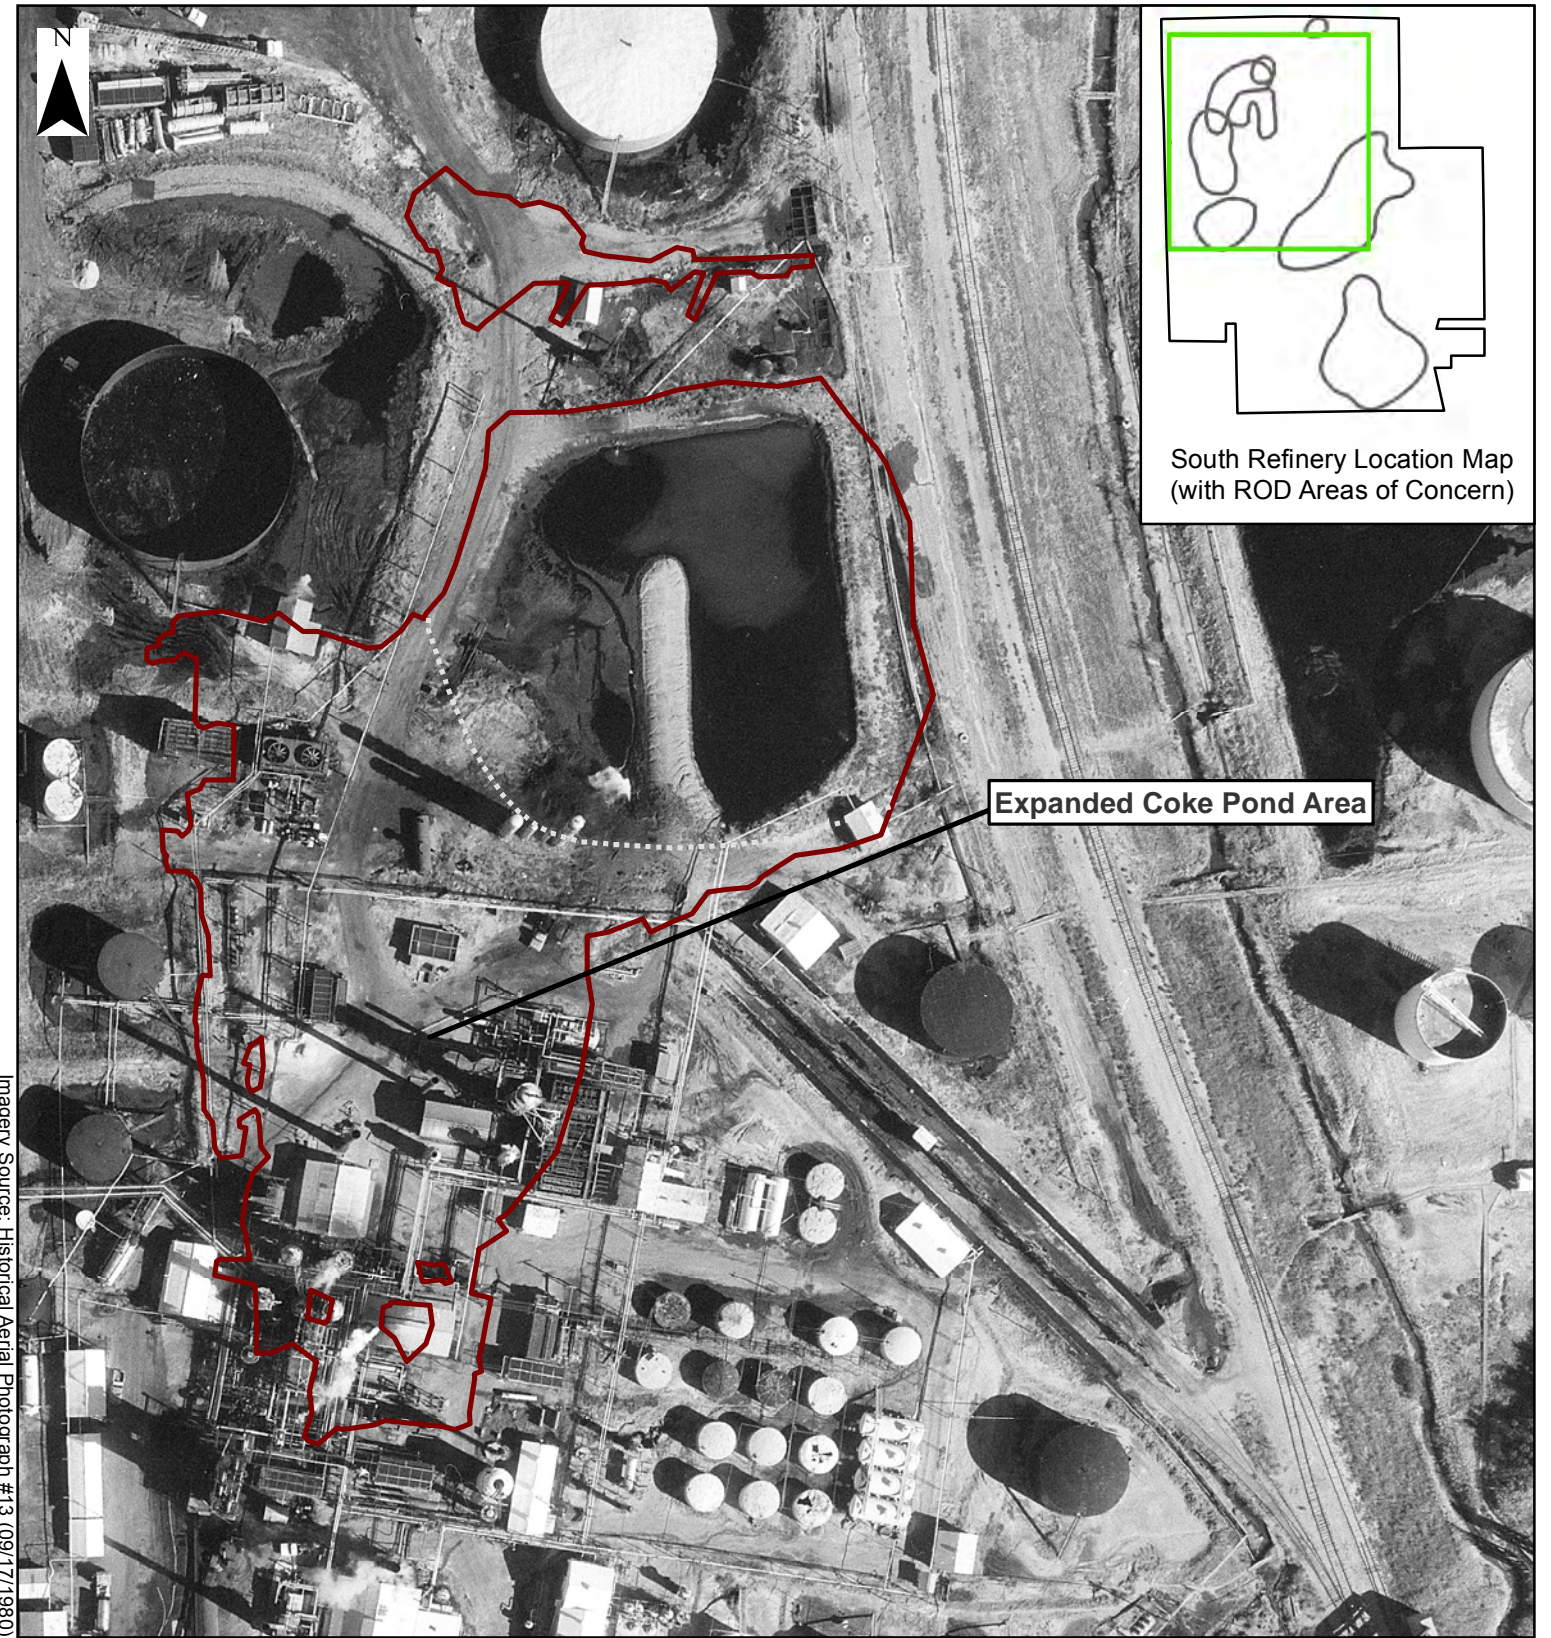 N
South Refinery Location Map
(with ROD Areas of Concern)
Expanded Coke Pond Area
Imagery Source: Historical Aerial Photograph #13 (09/17/1980)